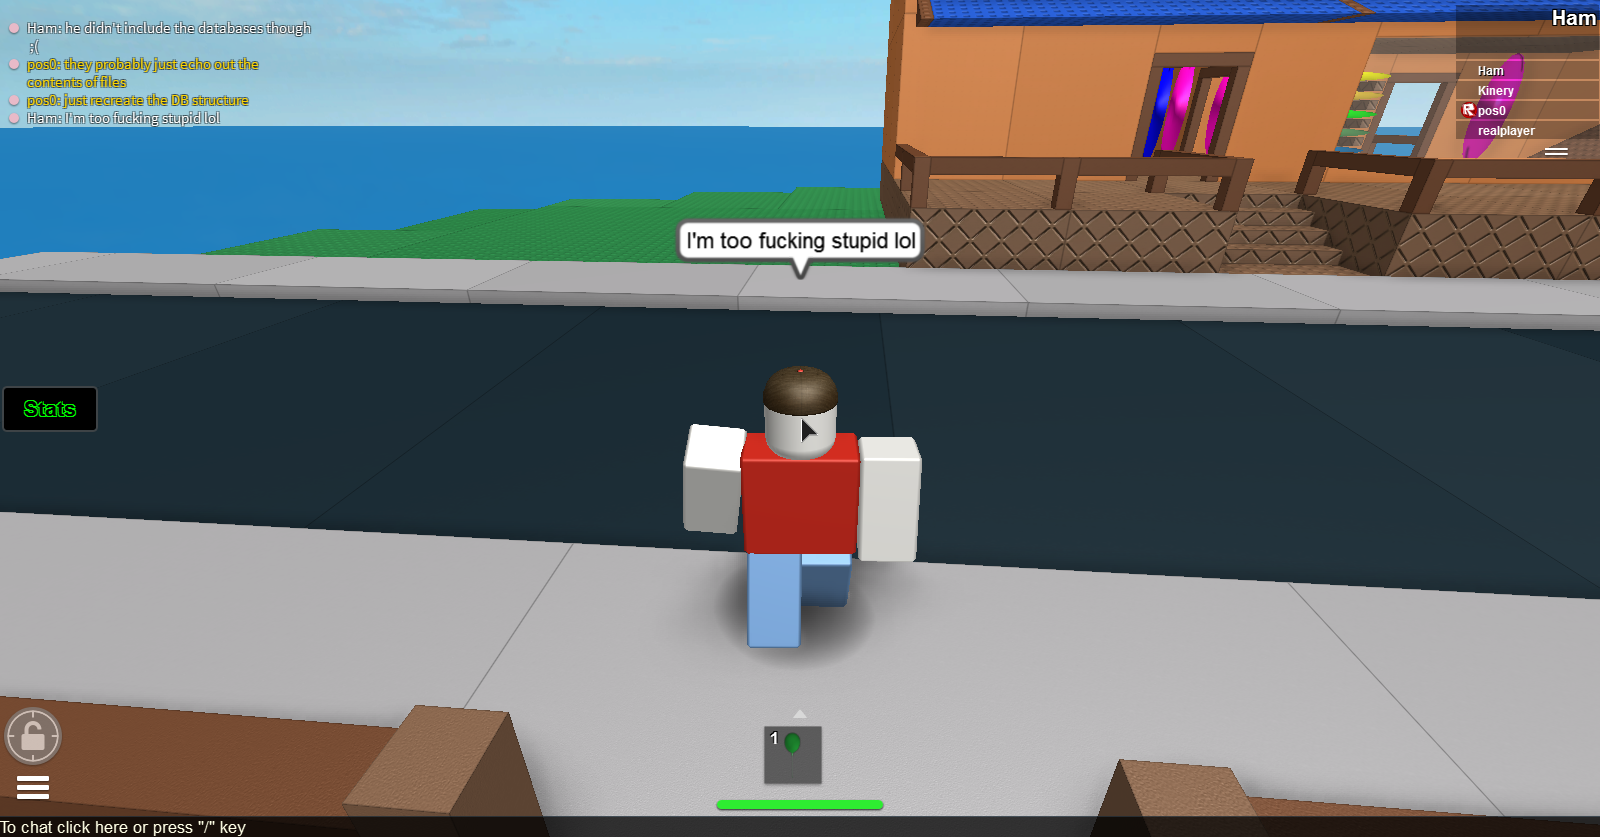 Ham: he didn't include the databases though
;(
pos0: they probably just echo out the
contents of files
pos0: just recreate the DB structure
Ham: I'm too fucking stupid lol
Ham
Ham
Kinery
pos0
realplayer
I'm too fucking stupid lol
Stats
1
To chat click here or press "/" key